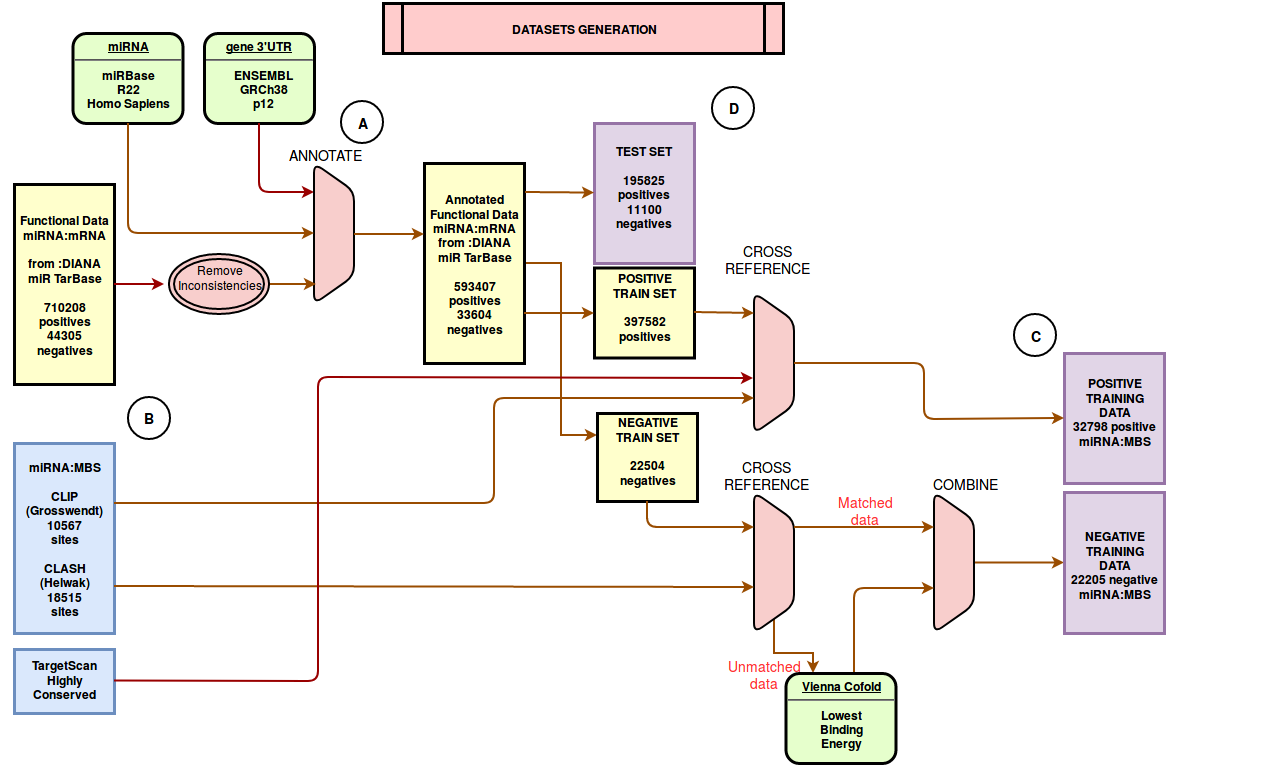 DATASETS GENERATION
miRNA
miRBase
R22
Homo Sapiens
gene 3'UTR
ENSEMBL
GRCh38
p12
A
ANNOTATE
Functional Data
miRNA:mRNA
from :DIANA
miR TarBase
710208
positives
44305
negatives
Remove
Inconsistencies
Annotated
Functional Data
miRNA:mRNA
from :DIANA
miR TarBase
593407
positives
33604
negatives
D
TEST SET
195825
positives
11100
negatives
POSITIVE
TRAIN SET
397582
positives
CROSS
REFERENCE
C
POSITIVE
TRAINING
DATA
32798 positive
miRNA:MBS
B
miRNA:MBS
CLIP
(Grosswendt)
10567
sites
CLASH
(Helwak)
18515
sites
NEGATIVE
TRAIN SET
22504
negatives
CROSS
REFERENCE
Matched
data
COMBINE
NEGATIVE
TRAINING
DATA
22205 negative
miRNA:MBS
TargetScan
Highly
Conserved
Unmatched
data
Vienna Cofold
Lowest
Binding
Energy